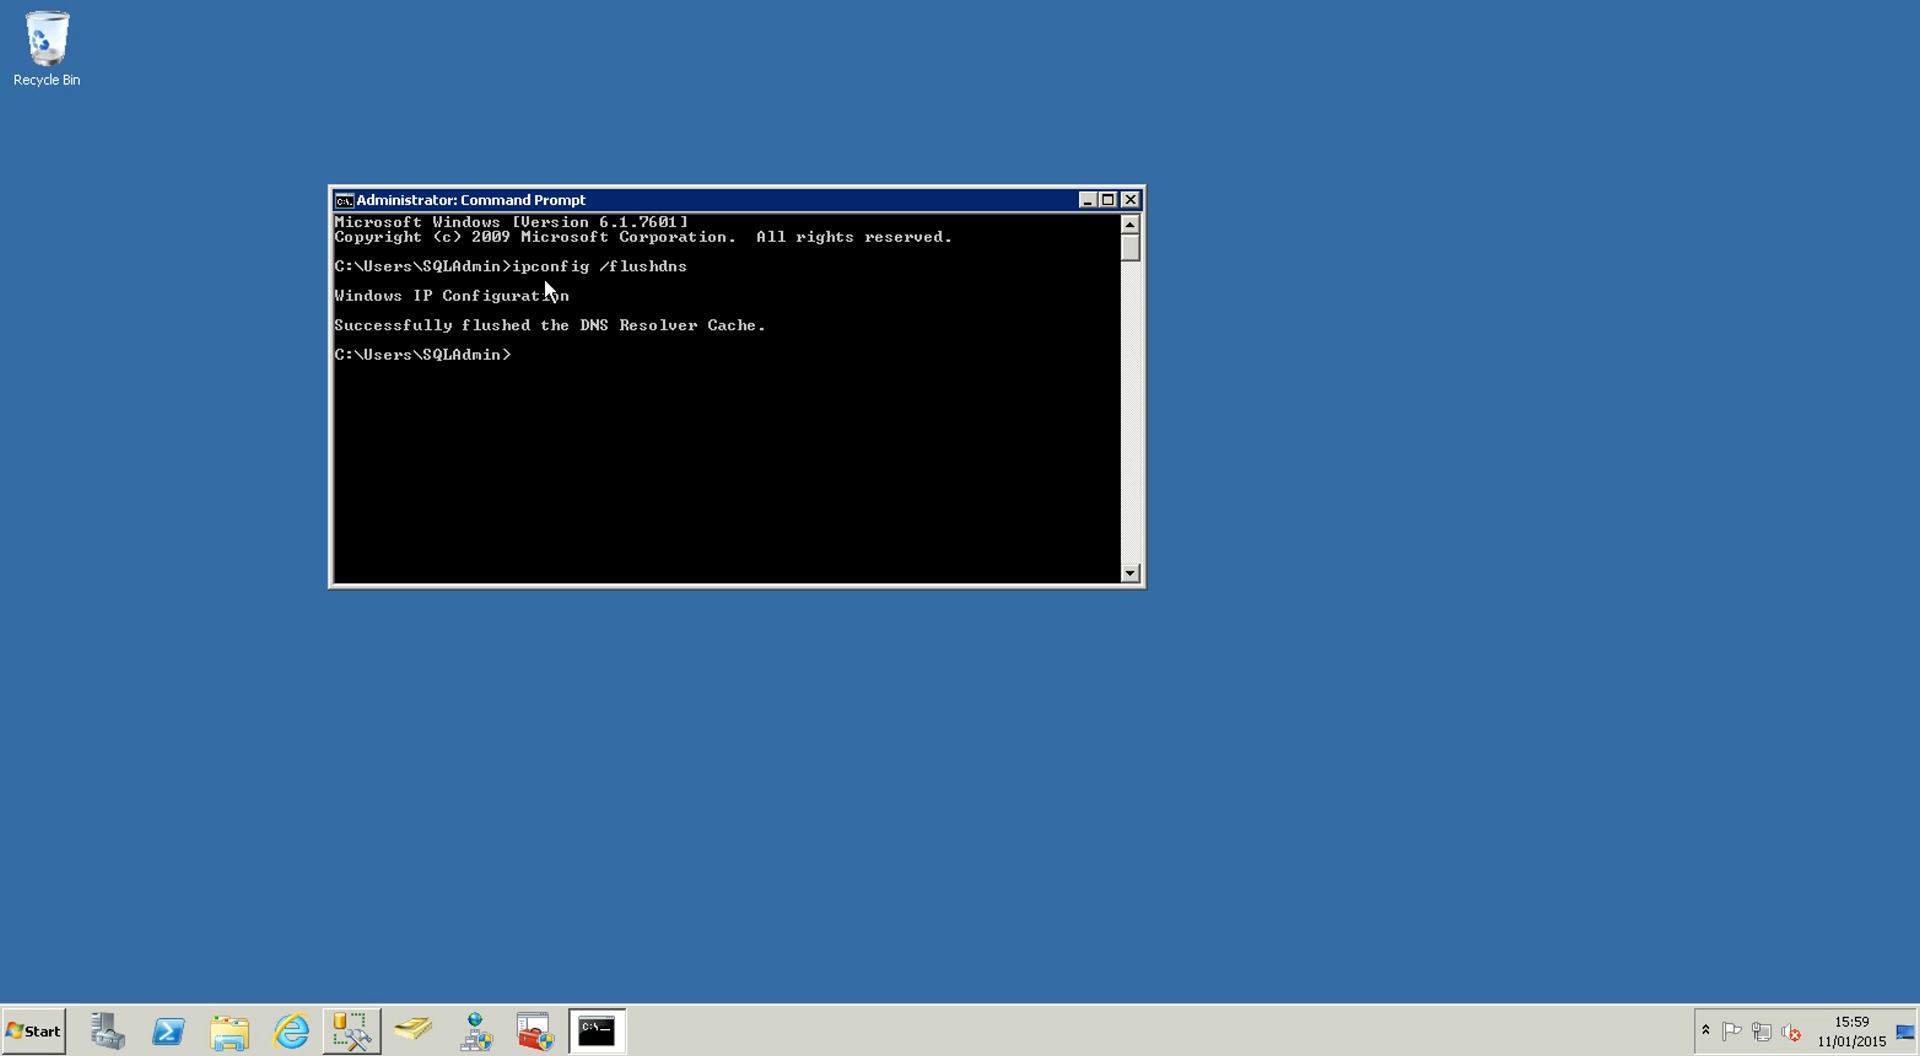 Recycle Bin
Administrator: Command Prompt
Microsoft Windows [Version 6.1.7601]
Copyright (c) 2009 Microsoft Corporation.  All rights reserved.
C:\Users\SQLAdmin>ipconfig /flushdns
Windows IP Configuration
Successfully flushed the DNS Resolver Cache.
C:\Users\SQLAdmin>
Start
15:59
11/01/2015